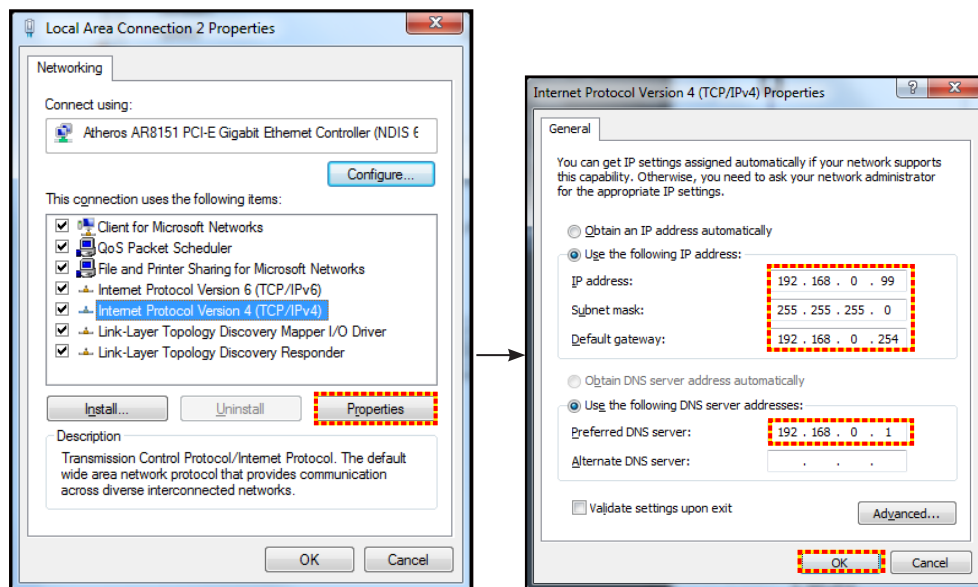 Local Area Connection 2 Properties
Networking
Connect using:
Atheros AR8151 PCI-E Gigabit Ethernet Controller (NDIS 6
Configure...
This connection uses the following items:
Client for Microsoft Networks
QoS Packet Scheduler
File and Printer Sharing for Microsoft Networks
Internet Protocol Version 6 (TCP/IPv6)
Internet Protocol Version 4 (TCP/IPv4)
Link-Layer Topology Discovery Mapper I/O Driver
Link-Layer Topology Discovery Responder
Install...
Uninstall
Properties
Description
Transmission Control Protocol/Internet Protocol. The default
wide area network protocol that provides communication
across diverse interconnected networks.
OK
Cancel
Internet Protocol Version 4 (TCP/IPv4) Properties
General
You can get IP settings assigned automatically if your network supports
this capability. Otherwise, you need to ask your network administrator
for the appropriate IP settings.
Obtain an IP address automatically
Use the following IP address:
IP address: 192 . 168 . 0 . 99
Subnet mask: 255 . 255 . 255 . 0
Default gateway: 192 . 168 . 0 . 254
Obtain DNS server address automatically
Use the following DNS server addresses:
Preferred DNS server: 192 . 168 . 0 . 1
Alternate DNS server: . . .
Validate settings upon exit
Advanced...
OK
Cancel